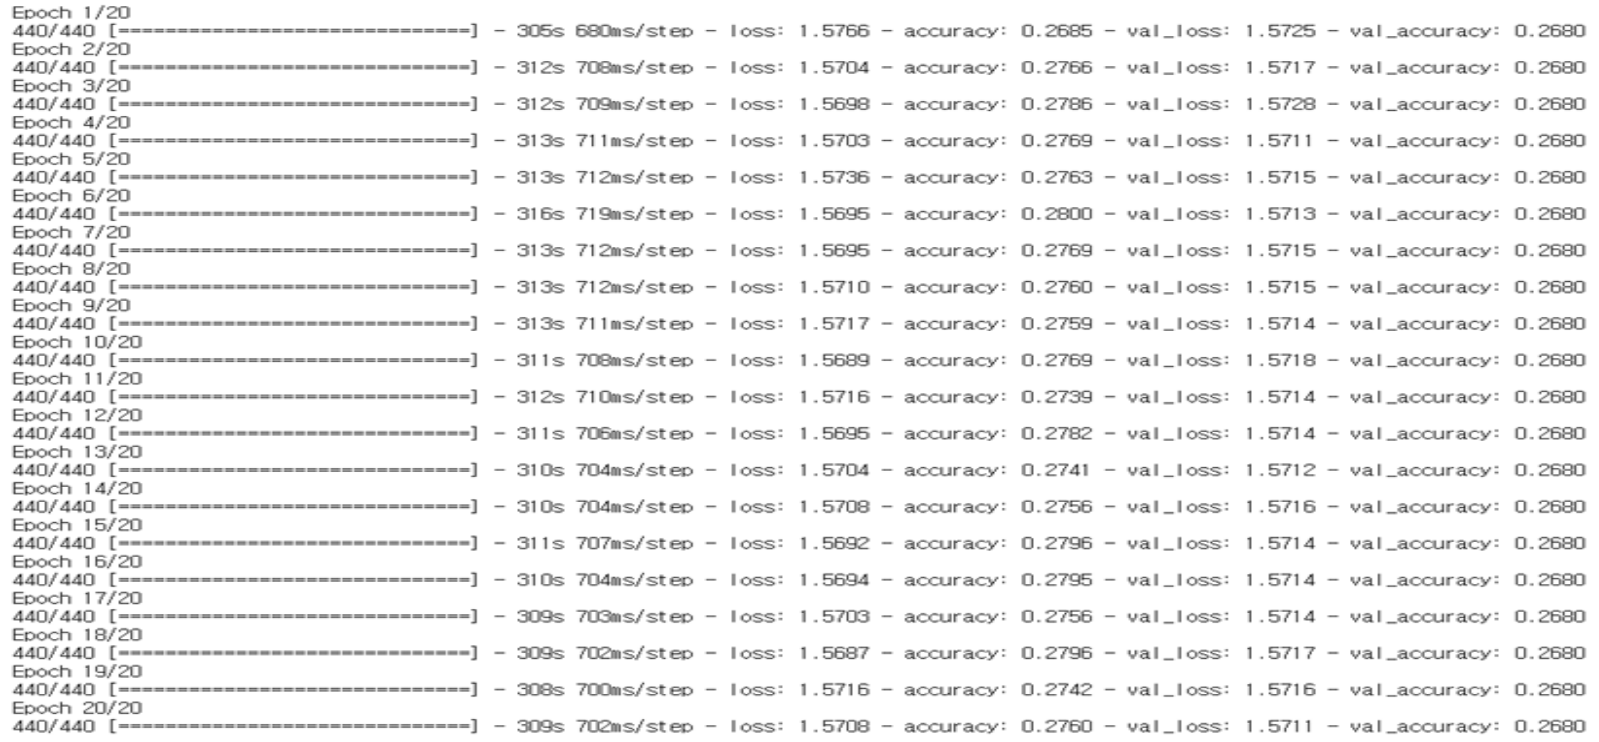 Epoch 1/20
440/440 [==============================] - 305s 680ms/step - loss: 1.5766 - accuracy: 0.2685 - val_loss: 1.5725 - val_accuracy: 0.2680
Epoch 2/20
440/440 [==============================] - 312s 708ms/step - loss: 1.5704 - accuracy: 0.2766 - val_loss: 1.5717 - val_accuracy: 0.2680
Epoch 3/20
440/440 [==============================] - 312s 709ms/step - loss: 1.5698 - accuracy: 0.2786 - val_loss: 1.5728 - val_accuracy: 0.2680
Epoch 4/20
440/440 [==============================] - 313s 711ms/step - loss: 1.5703 - accuracy: 0.2769 - val_loss: 1.5711 - val_accuracy: 0.2680
Epoch 5/20
440/440 [==============================] - 313s 712ms/step - loss: 1.5736 - accuracy: 0.2763 - val_loss: 1.5715 - val_accuracy: 0.2680
Epoch 6/20
440/440 [==============================] - 316s 719ms/step - loss: 1.5695 - accuracy: 0.2800 - val_loss: 1.5713 - val_accuracy: 0.2680
Epoch 7/20
440/440 [==============================] - 313s 712ms/step - loss: 1.5695 - accuracy: 0.2769 - val_loss: 1.5715 - val_accuracy: 0.2680
Epoch 8/20
440/440 [==============================] - 313s 712ms/step - loss: 1.5710 - accuracy: 0.2760 - val_loss: 1.5715 - val_accuracy: 0.2680
Epoch 9/20
440/440 [==============================] - 313s 711ms/step - loss: 1.5717 - accuracy: 0.2759 - val_loss: 1.5714 - val_accuracy: 0.2680
Epoch 10/20
440/440 [==============================] - 311s 708ms/step - loss: 1.5689 - accuracy: 0.2769 - val_loss: 1.5718 - val_accuracy: 0.2680
Epoch 11/20
440/440 [==============================] - 312s 710ms/step - loss: 1.5716 - accuracy: 0.2739 - val_loss: 1.5714 - val_accuracy: 0.2680
Epoch 12/20
440/440 [==============================] - 311s 706ms/step - loss: 1.5695 - accuracy: 0.2782 - val_loss: 1.5714 - val_accuracy: 0.2680
Epoch 13/20
440/440 [==============================] - 310s 704ms/step - loss: 1.5704 - accuracy: 0.2741 - val_loss: 1.5712 - val_accuracy: 0.2680
Epoch 14/20
440/440 [==============================] - 310s 704ms/step - loss: 1.5708 - accuracy: 0.2756 - val_loss: 1.5716 - val_accuracy: 0.2680
Epoch 15/20
440/440 [==============================] - 311s 707ms/step - loss: 1.5692 - accuracy: 0.2796 - val_loss: 1.5714 - val_accuracy: 0.2680
Epoch 16/20
440/440 [==============================] - 310s 704ms/step - loss: 1.5694 - accuracy: 0.2795 - val_loss: 1.5714 - val_accuracy: 0.2680
Epoch 17/20
440/440 [==============================] - 309s 703ms/step - loss: 1.5703 - accuracy: 0.2756 - val_loss: 1.5714 - val_accuracy: 0.2680
Epoch 18/20
440/440 [==============================] - 309s 702ms/step - loss: 1.5687 - accuracy: 0.2796 - val_loss: 1.5717 - val_accuracy: 0.2680
Epoch 19/20
440/440 [==============================] - 308s 700ms/step - loss: 1.5716 - accuracy: 0.2742 - val_loss: 1.5716 - val_accuracy: 0.2680
Epoch 20/20
440/440 [==============================] - 309s 702ms/step - loss: 1.5708 - accuracy: 0.2760 - val_loss: 1.5711 - val_accuracy: 0.2680